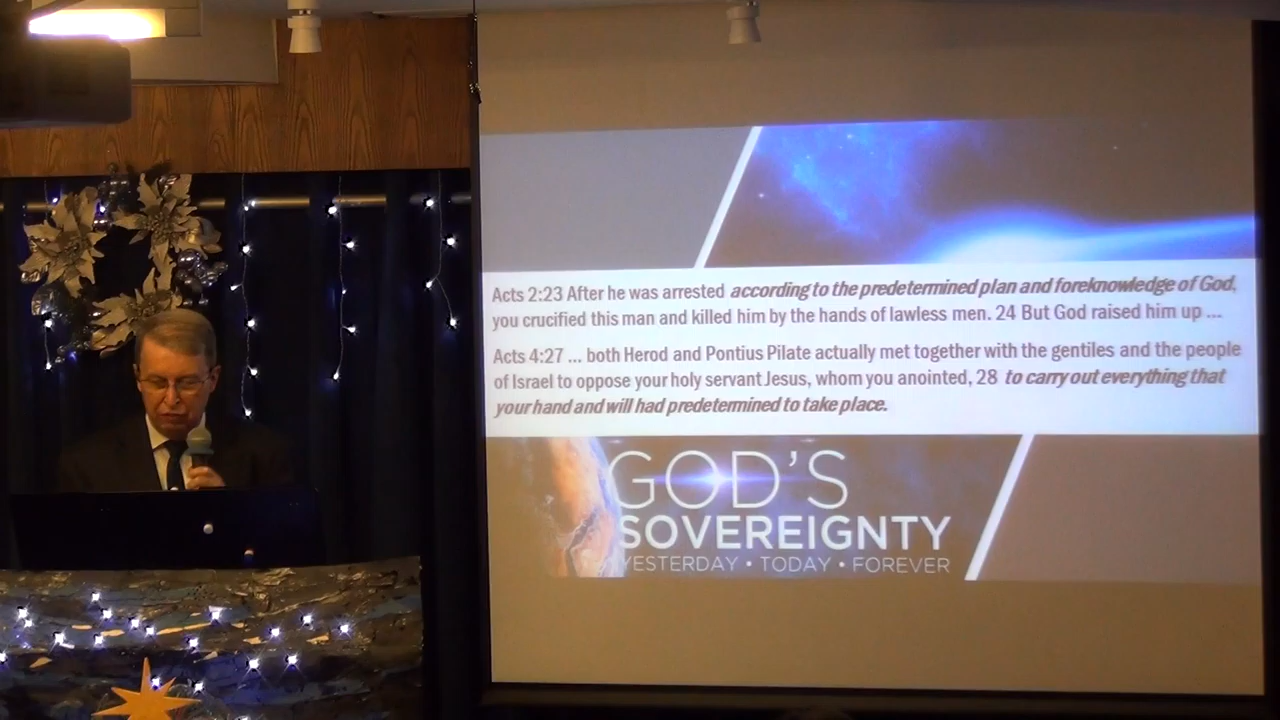 Acts 2:23 After he was arrested according to the predetermined plan and foreknowledge of God,
you crucified this man and killed him by the hands of lawless men. 24 But God raised him up ...
Acts 4:27 ... both Herod and Pontius Pilate actually met together with the gentiles and the people
of Israel to oppose your holy servant Jesus, whom you anointed, 28 to carry out everything that
your hand and will had predetermined to take place.
GOD'S
SOVEREIGNTY
YESTERDAY • TODAY • FOREVER